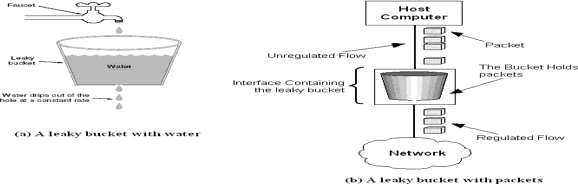 Faucet
Leaky
bucket
Water
Water drips out of the
hole at a constant rate
(a) A leaky bucket with water
Host
Computer
Packet
Unregulated Flow
The Bucket Holds
packets
Interface Containing
the leaky bucket
Regulated Flow
Network
(b) A leaky bucket with packets